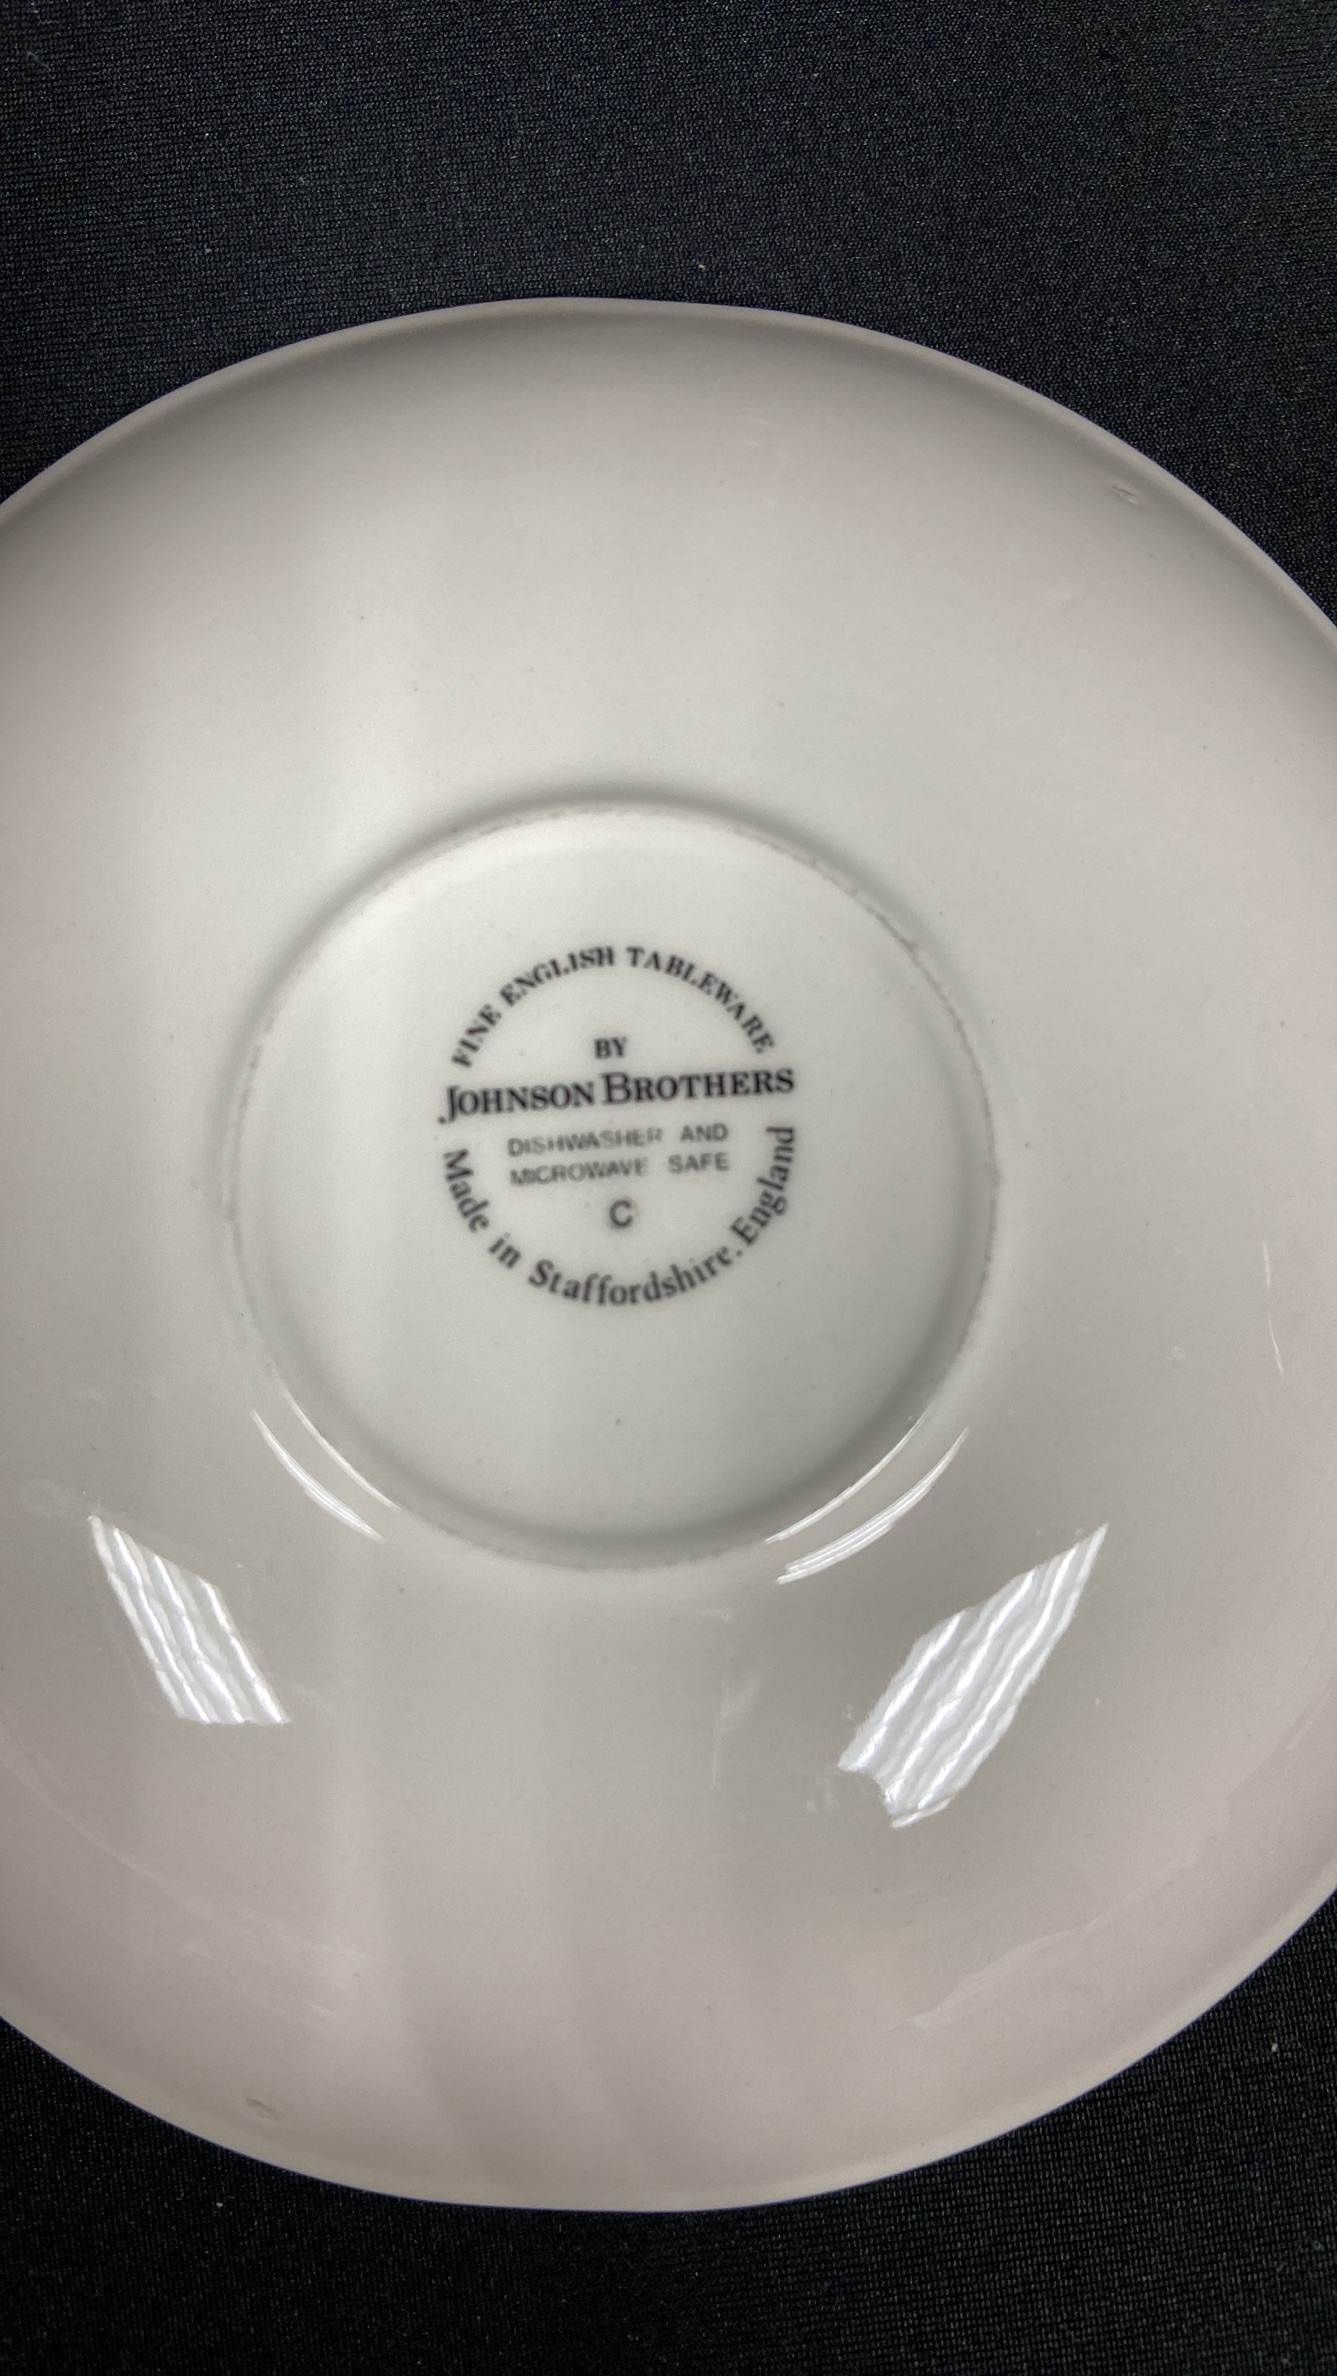 FINE ENGLISH TABLEWARE
BY
JOHNSON BROTHERS
DISHWASHER AND
MICROWAVE SAFE
C
Made in Staffordshire. England